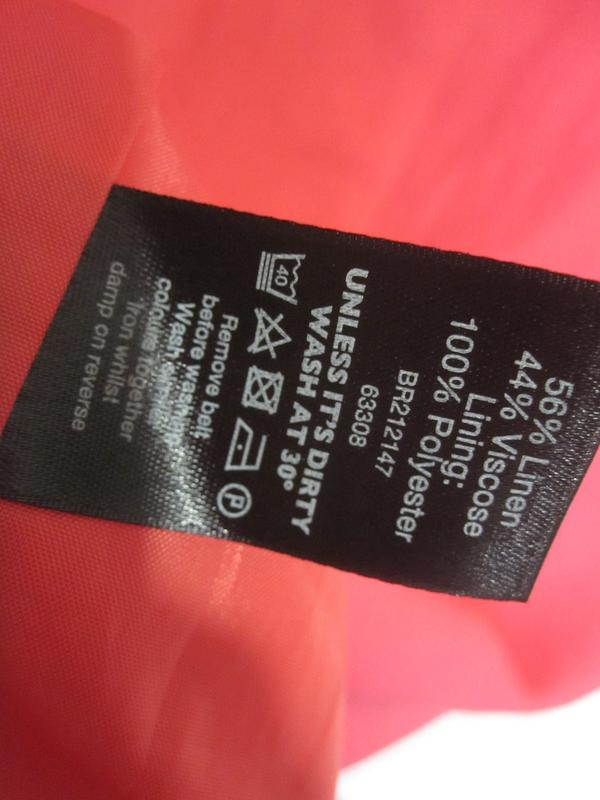 56% Linen
44% Viscose
Lining:
100% Polyester
BR212147
63308
UNLESS IT'S DIRTY
WASH AT 30°
40
P
Remove belt
before washing
Wash similar
colours together
Iron whilst
damp on reverse